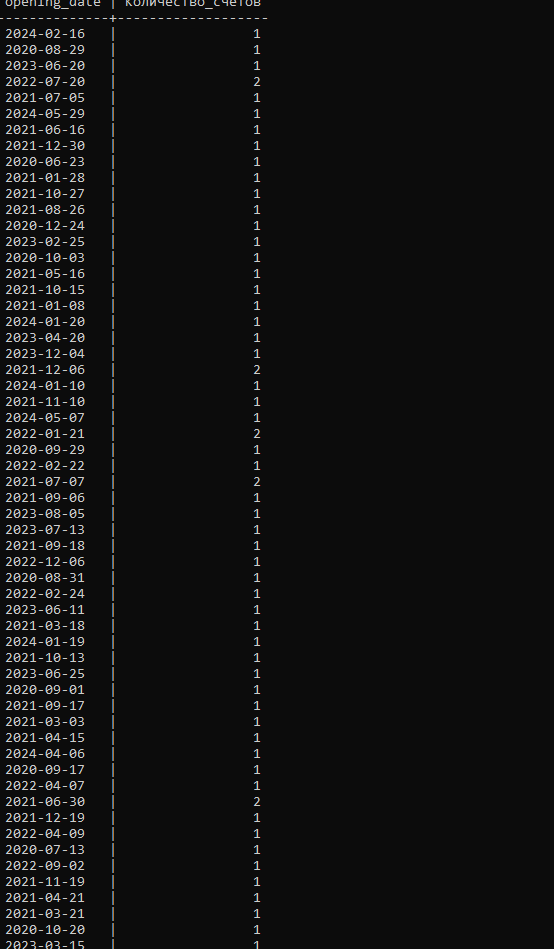 opening_date | Количество_счетов
--------------+-------------------
2024-02-16 | 1
2020-08-29 | 1
2023-06-20 | 1
2022-07-20 | 2
2021-07-05 | 1
2024-05-29 | 1
2021-06-16 | 1
2021-12-30 | 1
2020-06-23 | 1
2021-01-28 | 1
2021-10-27 | 1
2021-08-26 | 1
2020-12-24 | 1
2023-02-25 | 1
2020-10-03 | 1
2021-05-16 | 1
2021-10-15 | 1
2021-01-08 | 1
2024-01-20 | 1
2023-04-20 | 1
2023-12-04 | 1
2021-12-06 | 2
2024-01-10 | 1
2021-11-10 | 1
2024-05-07 | 1
2022-01-21 | 2
2020-09-29 | 1
2022-02-22 | 1
2021-07-07 | 2
2021-09-06 | 1
2023-08-05 | 1
2023-07-13 | 1
2021-09-18 | 1
2022-12-06 | 1
2020-08-31 | 1
2022-02-24 | 1
2023-06-11 | 1
2021-03-18 | 1
2024-01-19 | 1
2021-10-13 | 1
2023-06-25 | 1
2020-09-01 | 1
2021-09-17 | 1
2021-03-03 | 1
2021-04-15 | 1
2024-04-06 | 1
2020-09-17 | 1
2022-04-07 | 1
2021-06-30 | 2
2021-12-19 | 1
2022-04-09 | 1
2020-07-13 | 1
2022-09-02 | 1
2021-11-19 | 1
2021-04-21 | 1
2021-03-21 | 1
2020-10-20 | 1
2023-03-15 | 1